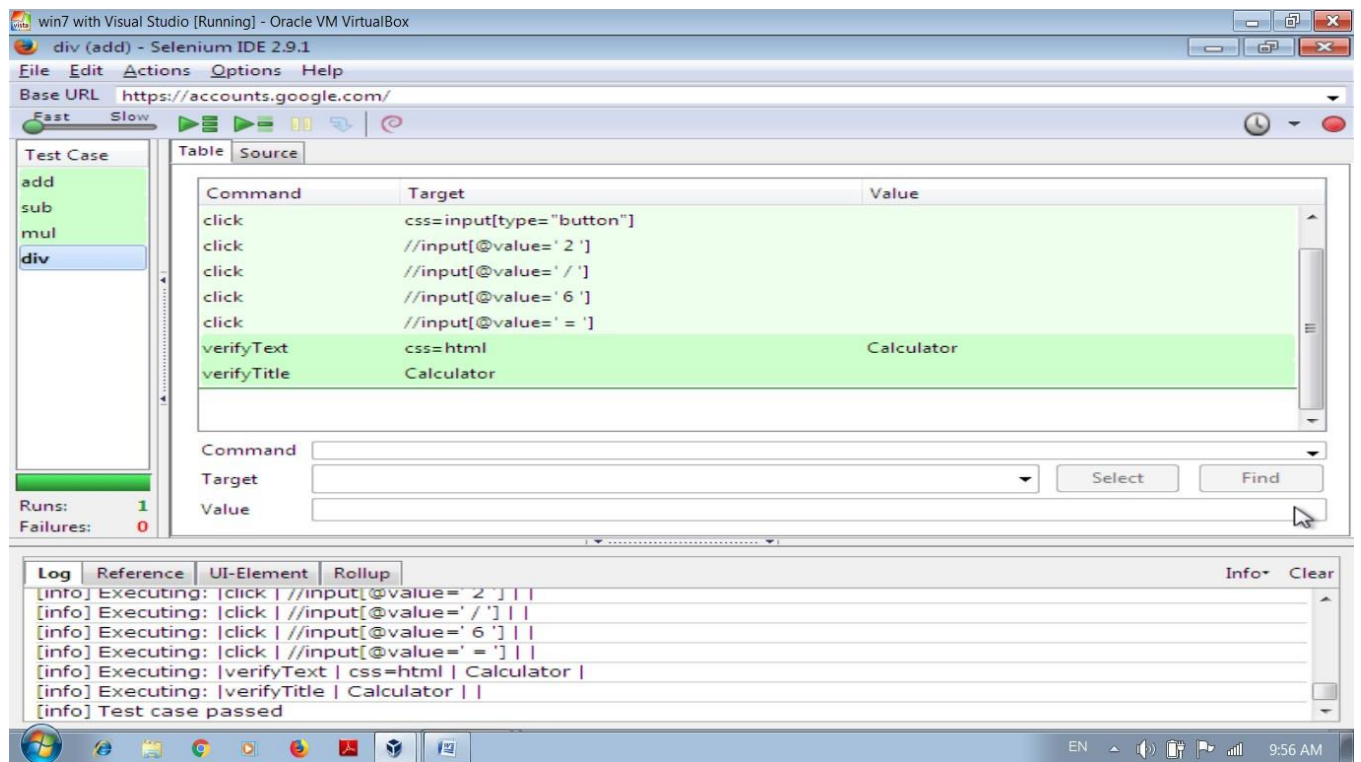 win7 with Visual Studio [Running] - Oracle VM VirtualBox
div (add) - Selenium IDE 2.9.1
File Edit Actions Options Help
Base URL https://accounts.google.com/
Fast Slow
Test Case
Table Source
add
sub
mul
div
Command Target Value
click css=input[type="button"]
click //input[@value=' 2 ']
click //input[@value=' / ']
click //input[@value=' 6 ']
click //input[@value=' = ']
verifyText css=html Calculator
verifyTitle Calculator
Command
Target Select Find
Value
Runs: 1
Failures: 0
Log Reference UI-Element Rollup Info Clear
[info] Executing: |click | //input[@value=' 2 '] | |
[info] Executing: |click | //input[@value=' / '] | |
[info] Executing: |click | //input[@value=' 6 '] | |
[info] Executing: |click | //input[@value=' = '] | |
[info] Executing: |verifyText | css=html | Calculator |
[info] Executing: |verifyTitle | Calculator | |
[info] Test case passed
EN 9:56 AM